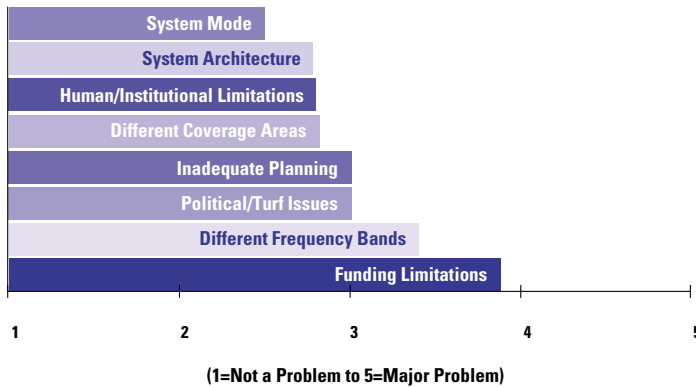 System Mode
System Architecture
Human/Institutional Limitations
Different Coverage Areas
Inadequate Planning
Political/Turf Issues
Different Frequency Bands
Funding Limitations
1 2 3 4 5
(1=Not a Problem to 5=Major Problem)